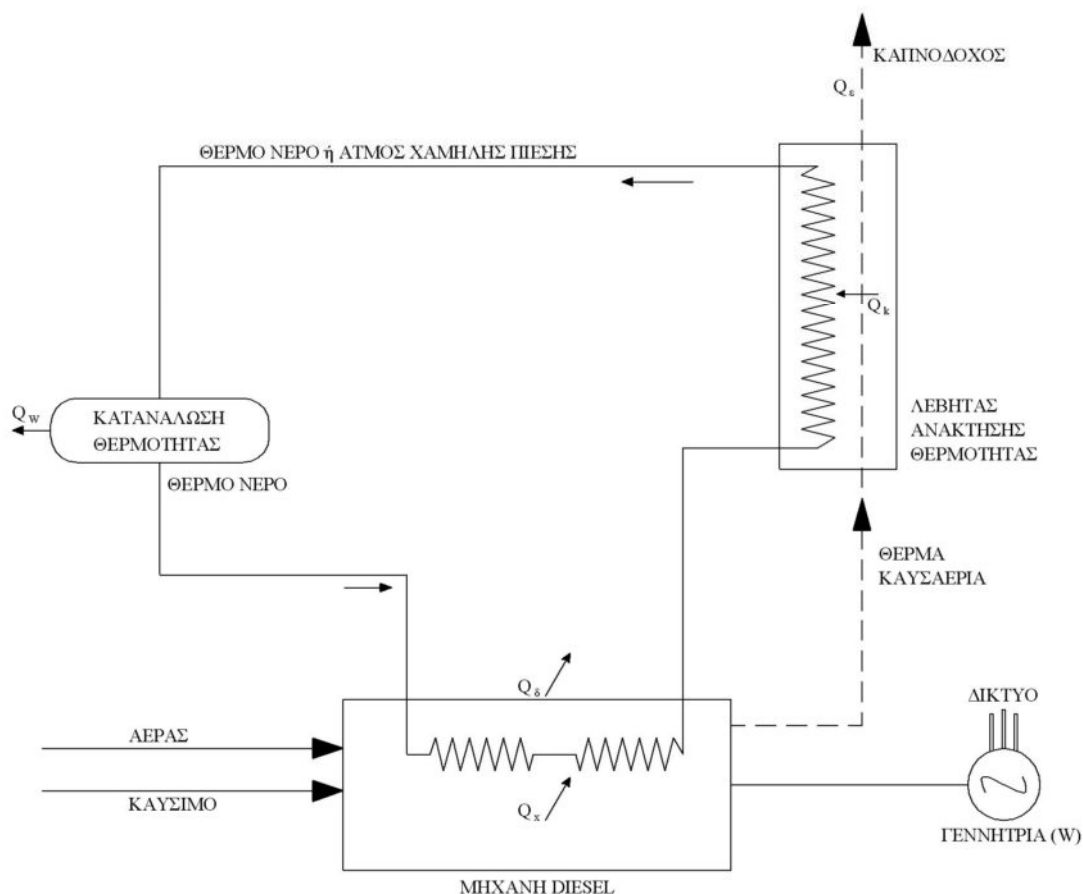 ΚΑΠΝΟΔΟΧΟΣ
Qε
ΘΕΡΜΟ ΝΕΡΟ ή ΑΤΜΟΣ ΧΑΜΗΛΗΣ ΠΙΕΣΗΣ
Qk
Qw
ΚΑΤΑΝΑΛΩΣΗ
ΘΕΡΜΟΤΗΤΑΣ
ΛΕΒΗΤΑΣ
ΑΝΑΚΤΗΣΗΣ
ΘΕΡΜΟΤΗΤΑΣ
ΘΕΡΜΟ ΝΕΡΟ
ΘΕΡΜΑ
ΚΑΥΣΑΕΡΙΑ
Qδ
ΔΙΚΤΥΟ
ΑΕΡΑΣ
ΚΑΥΣΙΜΟ
Qx
ΓΕΝΝΗΤΡΙΑ (W)
ΜΗΧΑΝΗ DIESEL